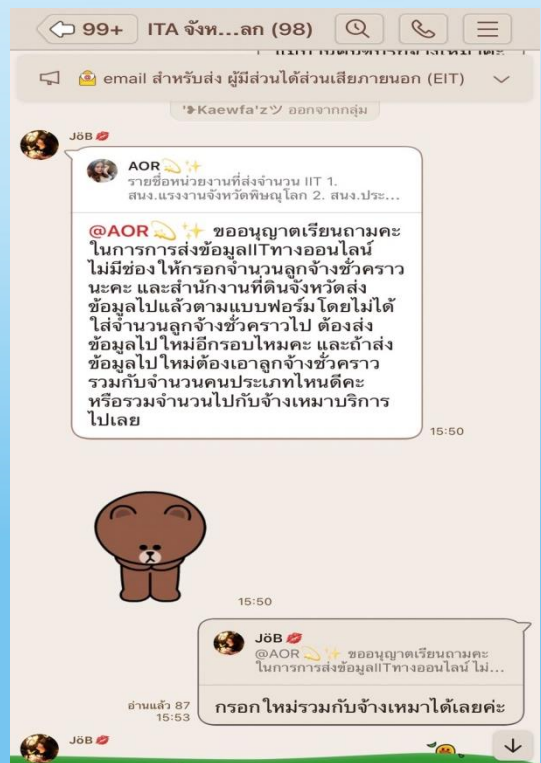 99+ ITA จังห...ลก (98)
email สำหรับส่ง ผู้มีส่วนได้ส่วนเสียภายนอก (EIT)
Kaewfa'zツ ออกจากกลุ่ม
JöB💋
AOR💫✨
รายชื่อหน่วยงานที่ส่งจำนวน IIT 1.
สนง.แรงงานจังหวัดพิษณุโลก 2. สนง.ประ...
@AOR💫✨ ขออนุญาตเรียนถามคะ
ในการการส่งข้อมูลIITทางออนไลน์
ไม่มีช่องให้กรอกจำนวนลูกจ้างชั่วคราว
นะคะ และสำนักงานที่ดินจังหวัดส่ง
ข้อมูลไปแล้วตามแบบฟอร์มโดยไม่ได้
ใส่จำนวนลูกจ้างชั่วคราวไป ต้องส่ง
ข้อมูลไปใหม่อีกรอบไหมคะ และถ้าส่ง
ข้อมูลไปใหม่ต้องเอาลูกจ้างชั่วคราว
รวมกับจำนวนคนประเภทไหนดีคะ
หรือรวมจำนวนไปกับจ้างเหมาบริการ
ไปเลย
15:50
15:50
JöB💋
@AOR💫✨ ขออนุญาตเรียนถามคะ
ในการการส่งข้อมูลIITทางออนไลน์ ไม่...
กรอกใหม่รวมกับจ้างเหมาได้เลยค่ะ
อ่านแล้ว 87
15:53
JöB💋